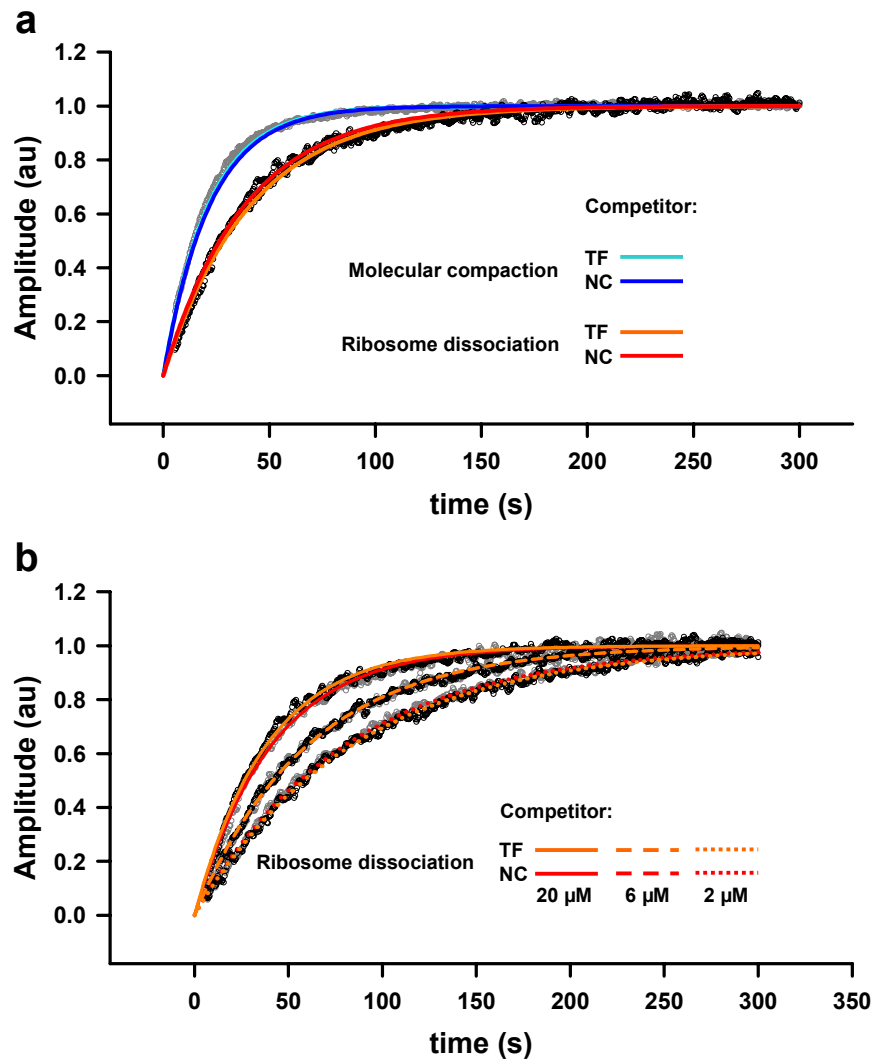 a
1.2
1.0
0.8
0.6
0.4
0.2
0.0
Amplitude (au)
Competitor:
Molecular compaction
TF
NC
Ribosome dissociation
TF
NC
0 50 100 150 200 250 300
time (s)
b
1.2
1.0
0.8
0.6
0.4
0.2
0.0
Amplitude (au)
Competitor:
Ribosome dissociation
TF
NC
20 µM 6 µM 2 µM
0 50 100 150 200 250 300 350
time (s)